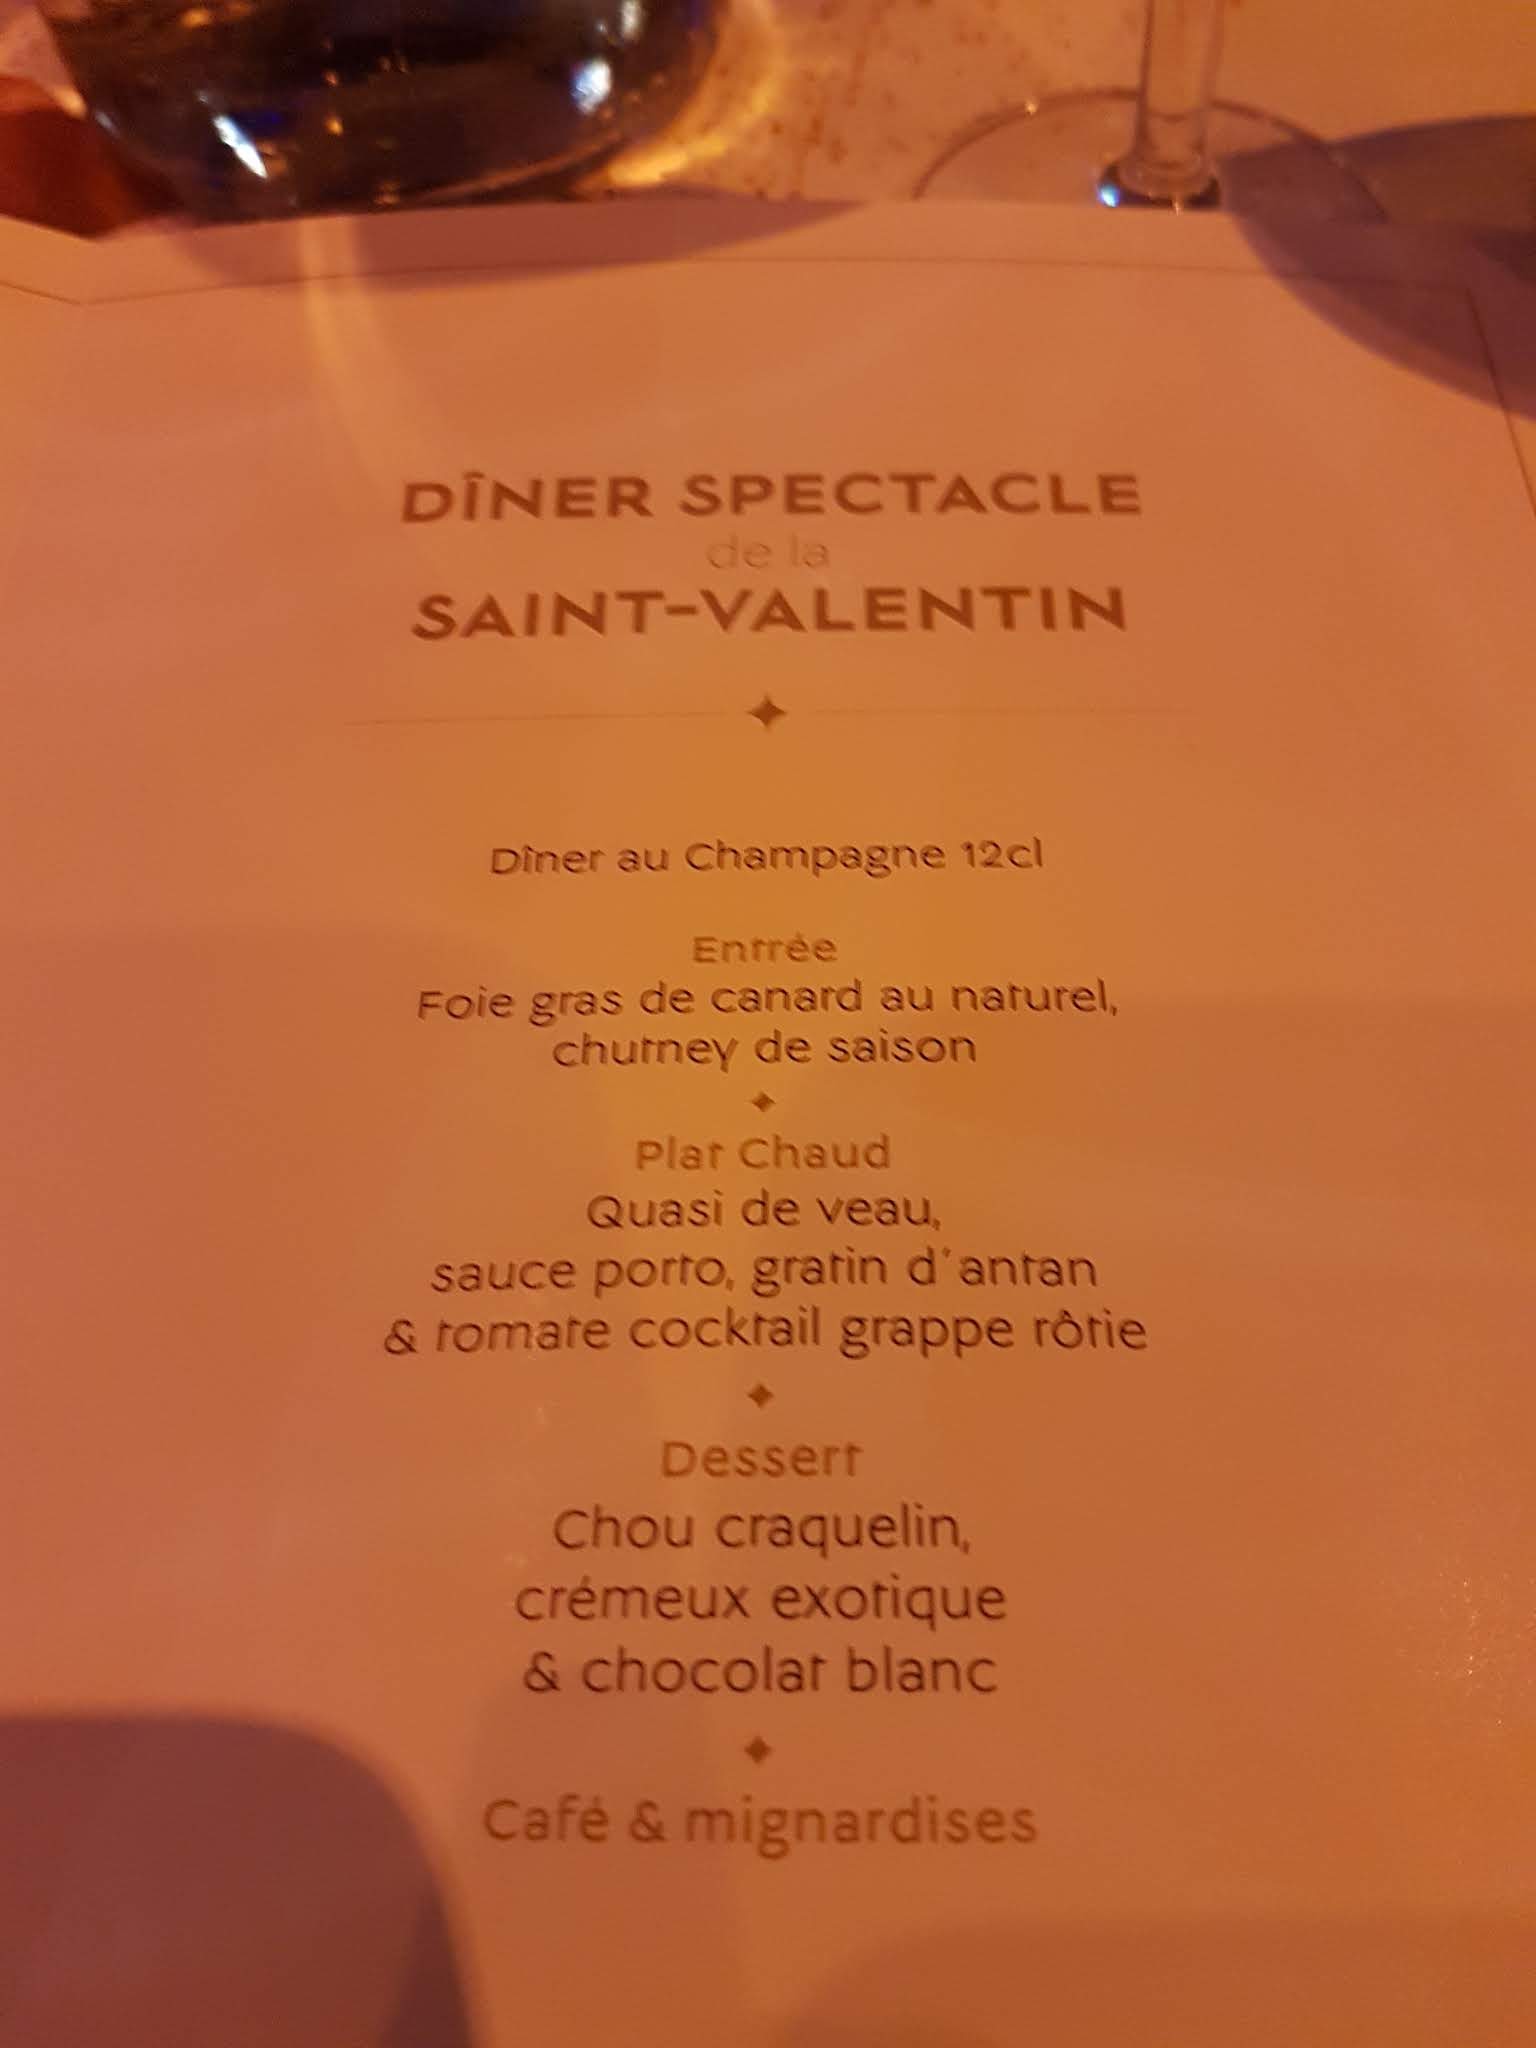 DÎNER SPECTACLE
de la
SAINT-VALENTIN
Dîner au Champagne 12cl
Entrée
Foie gras de canard au naturel,
chutney de saison
Plat Chaud
Quasi de veau,
sauce porto, gratin d'antan
& tomate cocktail grappe rôtie
Dessert
Chou craquelin,
crémeux exotique
& chocolat blanc
Café & mignardises